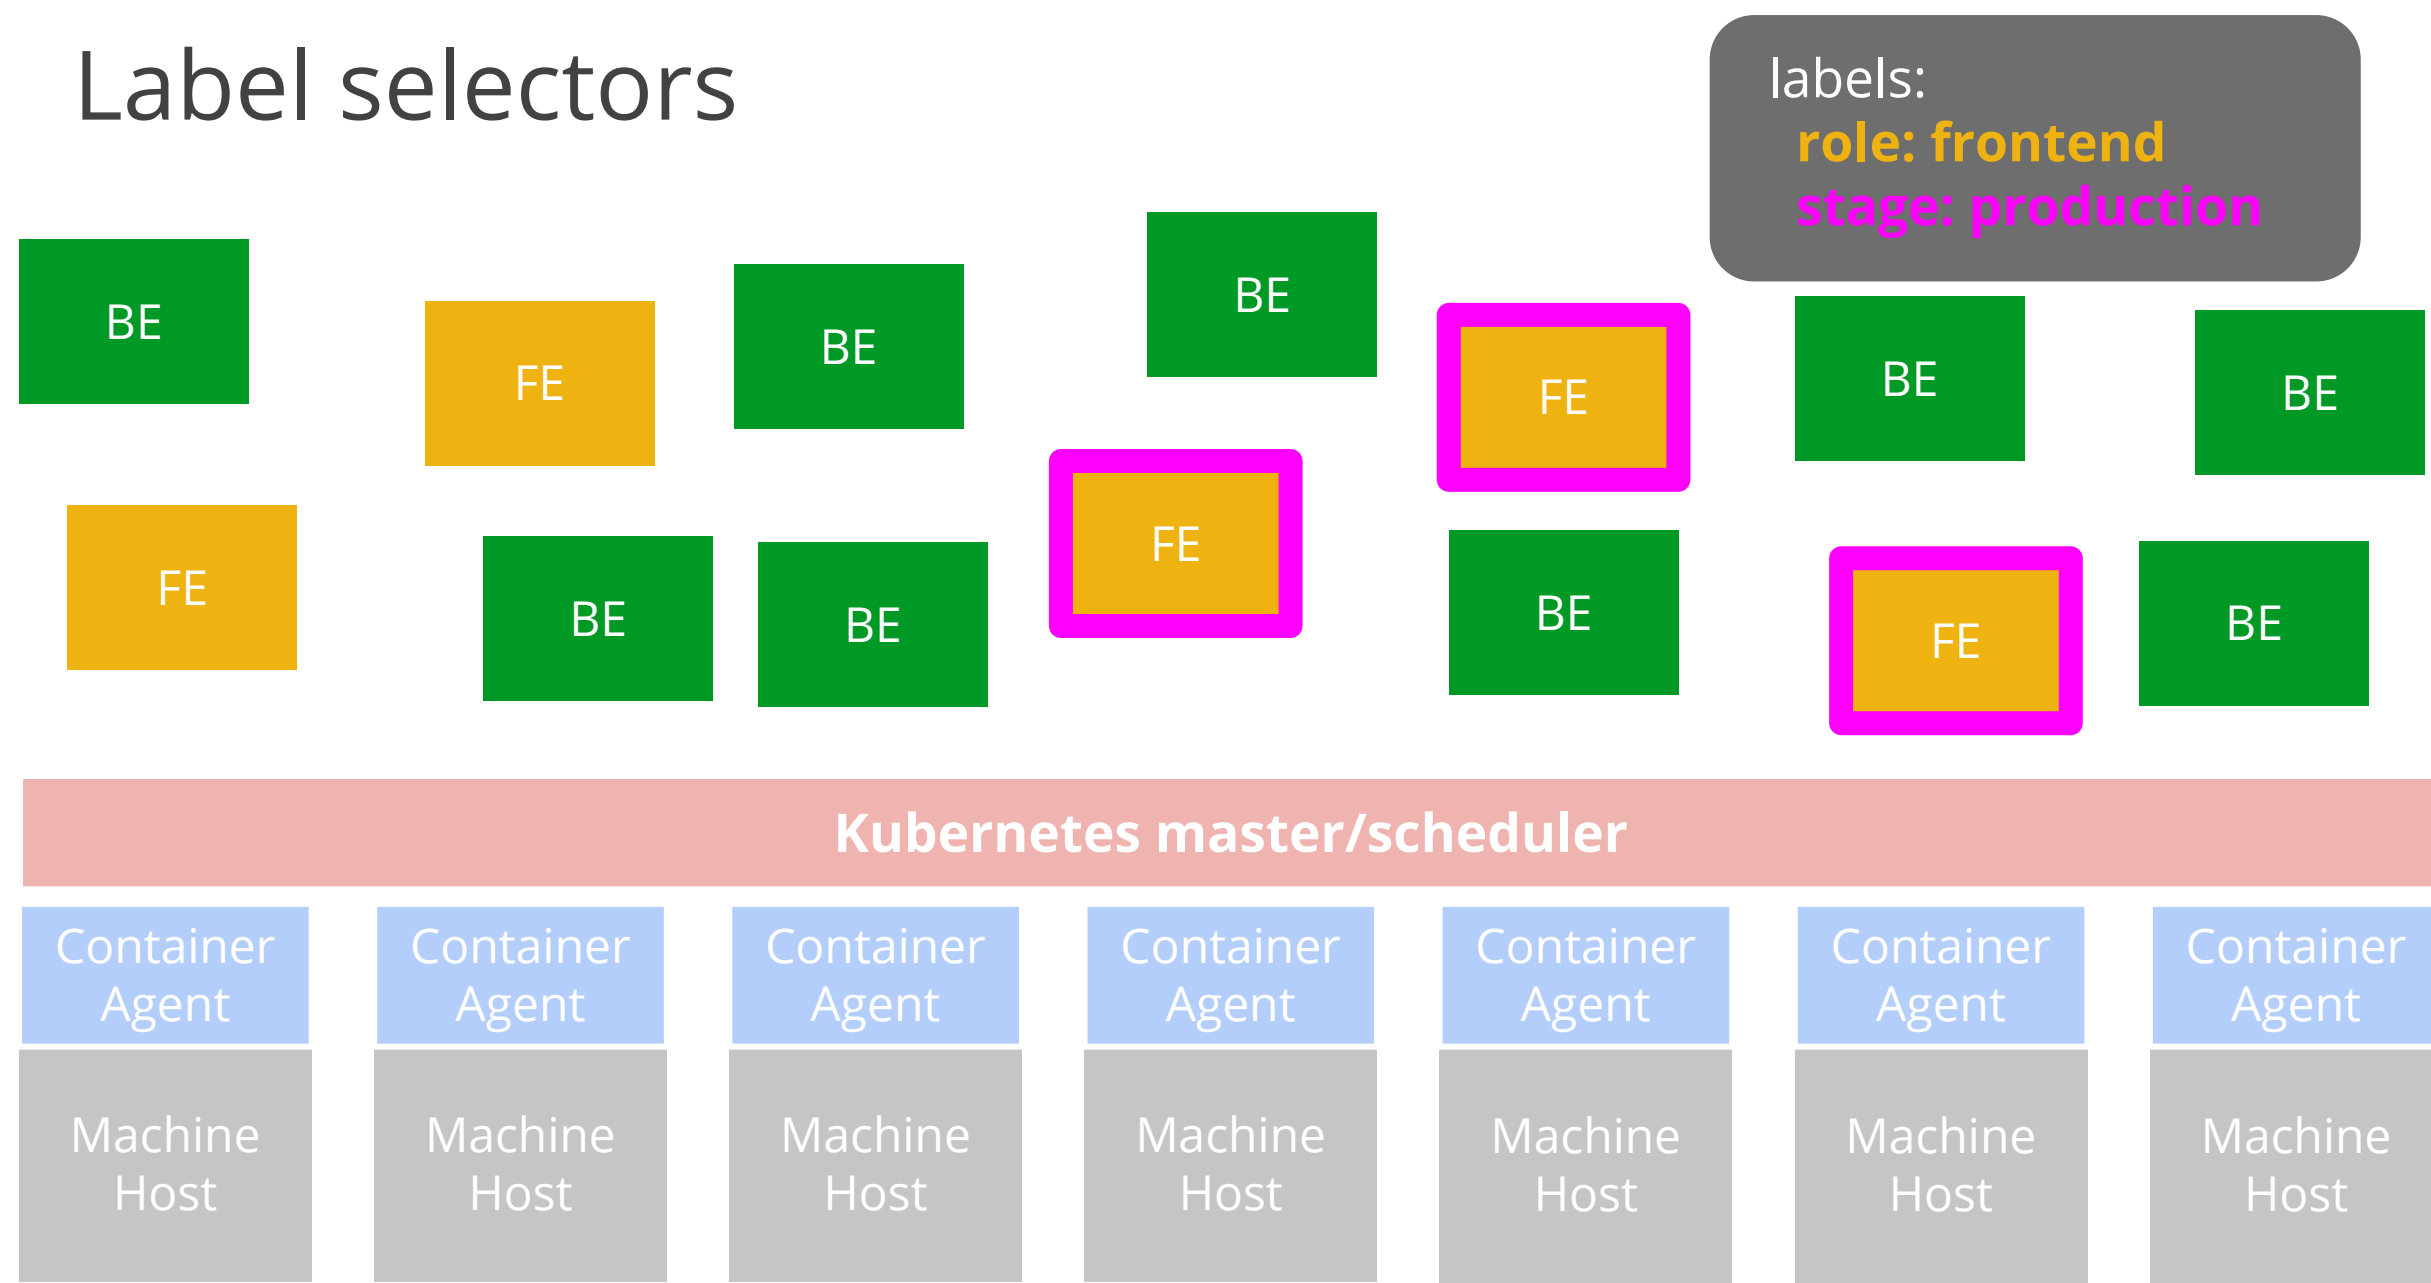 Label selectors
labels:
role: frontend
stage: production
BE
FE
BE
BE
FE
BE
BE
FE
BE
BE
FE
BE
FE
BE
Kubernetes master/scheduler
Container
Agent
Container
Agent
Container
Agent
Container
Agent
Container
Agent
Container
Agent
Container
Agent
Machine
Host
Machine
Host
Machine
Host
Machine
Host
Machine
Host
Machine
Host
Machine
Host